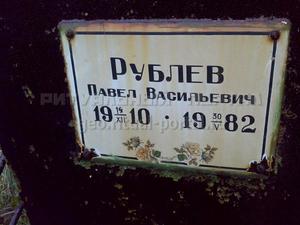 РУБЛЕВ
ПАВЕЛ ВАСИЛЬЕВИЧ
19 14/XII 10 · 19 30/V 82